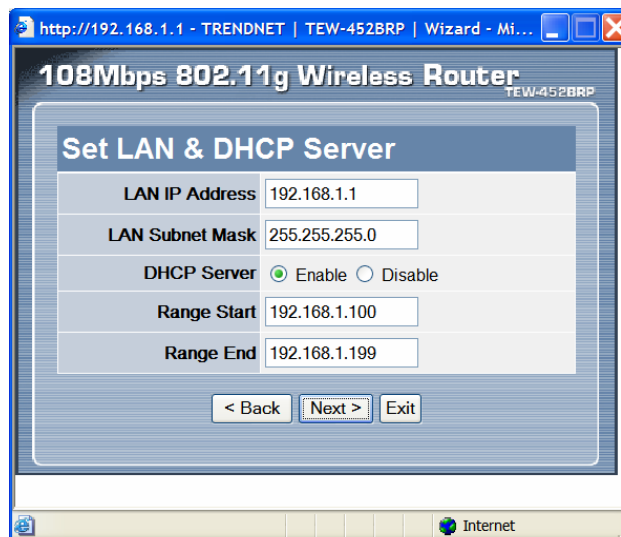 http://192.168.1.1 - TRENDNET | TEW-452BRP | Wizard - Mi...
108Mbps 802.11g Wireless Router
TEW-452BRP
Set LAN & DHCP Server
LAN IP Address 192.168.1.1
LAN Subnet Mask 255.255.255.0
DHCP Server Enable Disable
Range Start 192.168.1.100
Range End 192.168.1.199
< Back Next > Exit
Internet